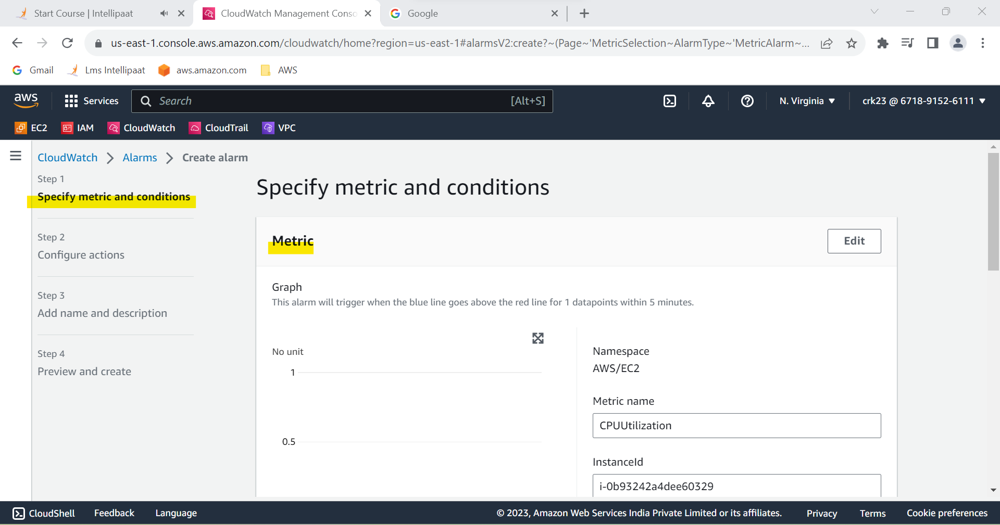 Start Course | Intellipaat
CloudWatch Management Conso
Google
us-east-1.console.aws.amazon.com/cloudwatch/home?region=us-east-1#alarmsV2:create?~(Page~'MetricSelection~AlarmType~'MetricAlarm~...
Gmail
Lms Intellipaat
aws.amazon.com
AWS
aws
Services
Search
[Alt+S]
N. Virginia
crk23 @ 6718-9152-6111
EC2
IAM
CloudWatch
CloudTrail
VPC
CloudWatch
Alarms
Create alarm
Step 1
Specify metric and conditions
Step 2
Configure actions
Step 3
Add name and description
Step 4
Preview and create
Specify metric and conditions
Metric
Edit
Graph
This alarm will trigger when the blue line goes above the red line for 1 datapoints within 5 minutes.
No unit
1
0.5
Namespace
AWS/EC2
Metric name
CPUUtilization
InstanceId
i-0b93242a4dee60329
CloudShell
Feedback
Language
© 2023, Amazon Web Services India Private Limited or its affiliates.
Privacy
Terms
Cookie preferences